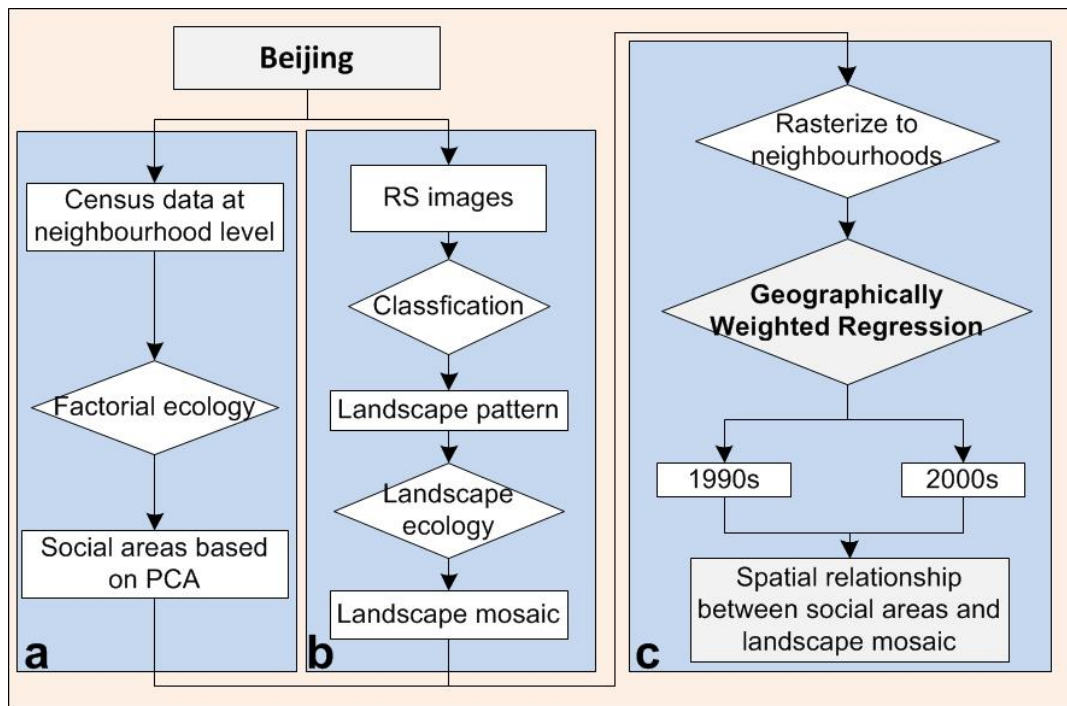 Beijing
Census data at
neighbourhood level
Factorial ecology
Social areas based
on PCA
a
RS images
Classfication
Landscape pattern
Landscape
ecology
Landscape mosaic
b
Rasterize to
neighbourhoods
Geographically
Weighted Regression
1990s
2000s
Spatial relationship
between social areas and
landscape mosaic
c